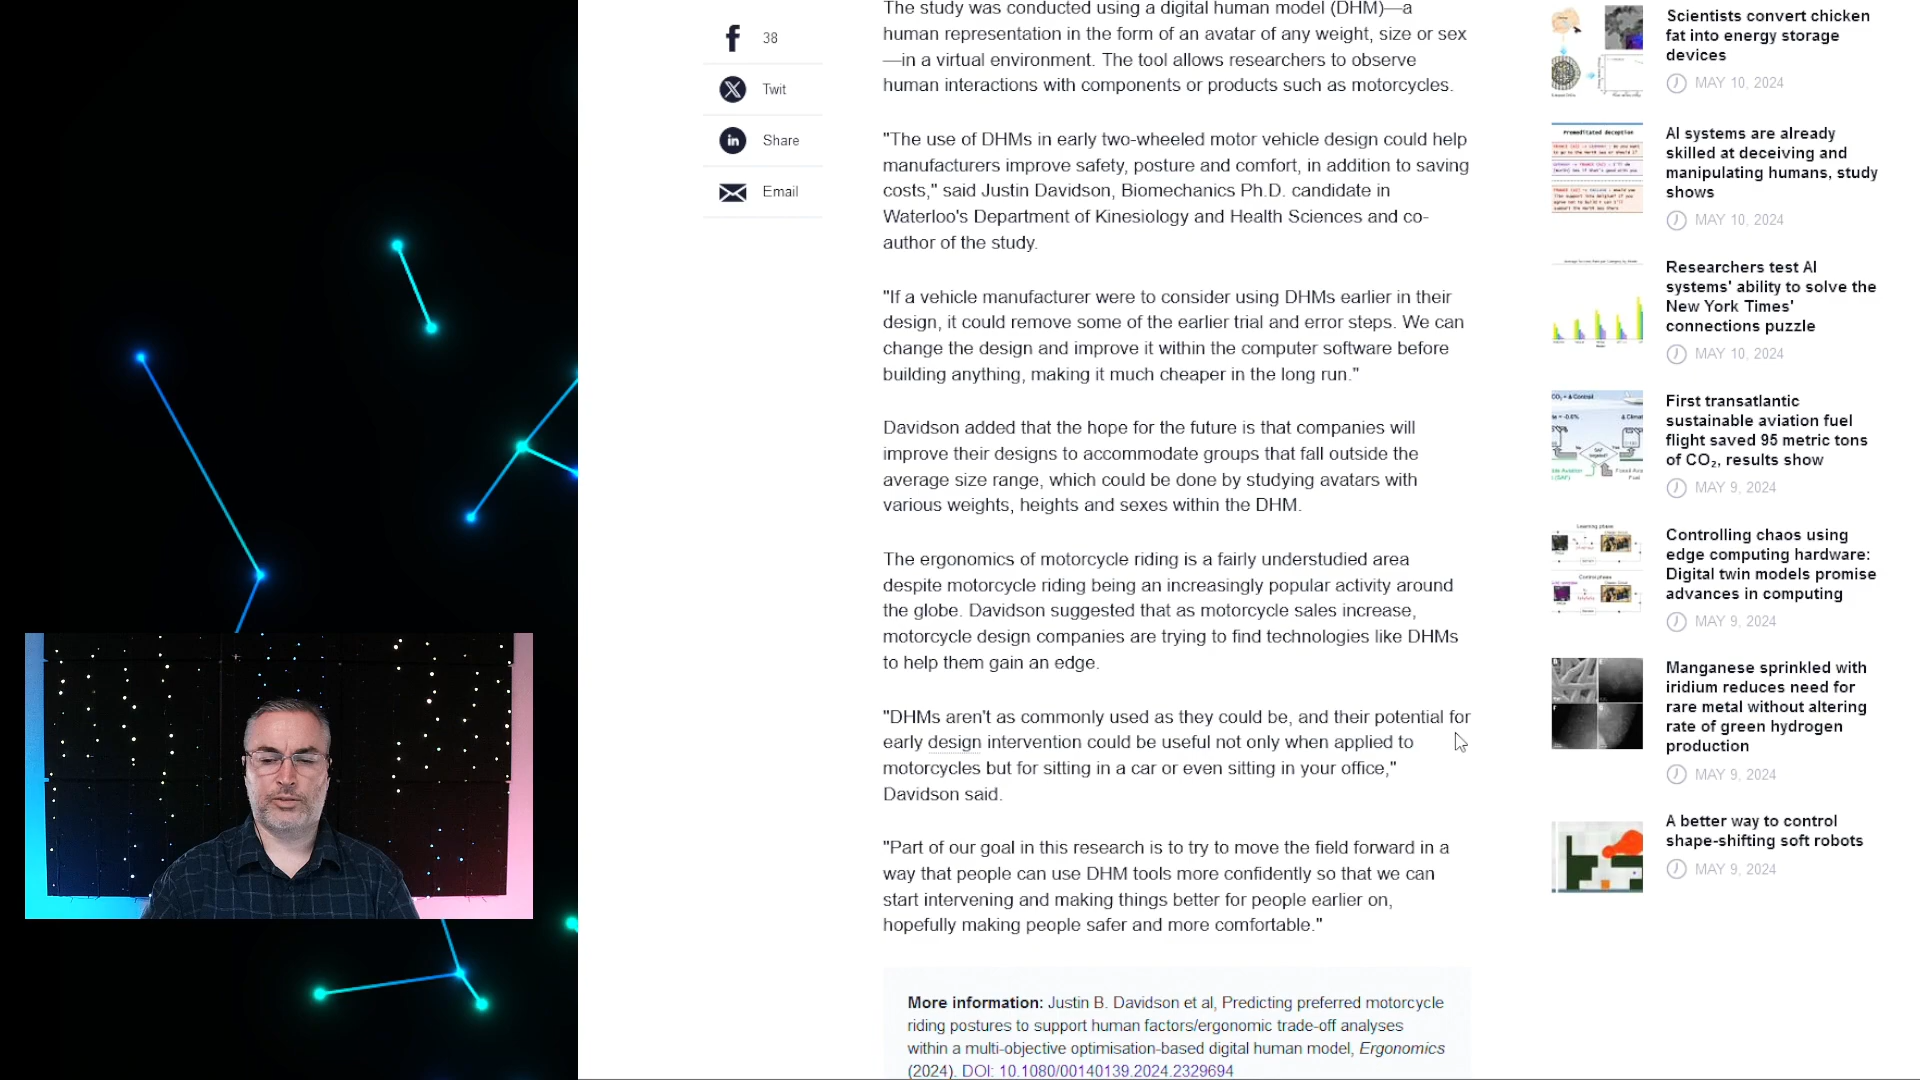 The study was conducted using a digital human model (DHM)—a
human representation in the form of an avatar of any weight, size or sex
—in a virtual environment. The tool allows researchers to observe
human interactions with components or products such as motorcycles.
38
Twit
Share
Email
"The use of DHMs in early two-wheeled motor vehicle design could help
manufacturers improve safety, posture and comfort, in addition to saving
costs," said Justin Davidson, Biomechanics Ph.D. candidate in
Waterloo's Department of Kinesiology and Health Sciences and co-
author of the study.
"If a vehicle manufacturer were to consider using DHMs earlier in their
design, it could remove some of the earlier trial and error steps. We can
change the design and improve it within the computer software before
building anything, making it much cheaper in the long run."
Davidson added that the hope for the future is that companies will
improve their designs to accommodate groups that fall outside the
average size range, which could be done by studying avatars with
various weights, heights and sexes within the DHM.
The ergonomics of motorcycle riding is a fairly understudied area
despite motorcycle riding being an increasingly popular activity around
the globe. Davidson suggested that as motorcycle sales increase,
motorcycle design companies are trying to find technologies like DHMs
to help them gain an edge.
"DHMs aren't as commonly used as they could be, and their potential for
early design intervention could be useful not only when applied to
motorcycles but for sitting in a car or even sitting in your office,"
Davidson said.
"Part of our goal in this research is to try to move the field forward in a
way that people can use DHM tools more confidently so that we can
start intervening and making things better for people earlier on,
hopefully making people safer and more comfortable."
More information: Justin B. Davidson et al, Predicting preferred motorcycle
riding postures to support human factors/ergonomic trade-off analyses
within a multi-objective optimisation-based digital human model, Ergonomics
(2024). DOI: 10.1080/00140139.2024.2329694
Scientists convert chicken
fat into energy storage
devices
MAY 10, 2024
Premeditated deception
AI systems are already
skilled at deceiving and
manipulating humans, study
shows
MAY 10, 2024
Researchers test AI
systems' ability to solve the
New York Times'
connections puzzle
MAY 10, 2024
First transatlantic
sustainable aviation fuel
flight saved 95 metric tons
of CO₂, results show
MAY 9, 2024
Controlling chaos using
edge computing hardware:
Digital twin models promise
advances in computing
MAY 9, 2024
Manganese sprinkled with
iridium reduces need for
rare metal without altering
rate of green hydrogen
production
MAY 9, 2024
A better way to control
shape-shifting soft robots
MAY 9, 2024